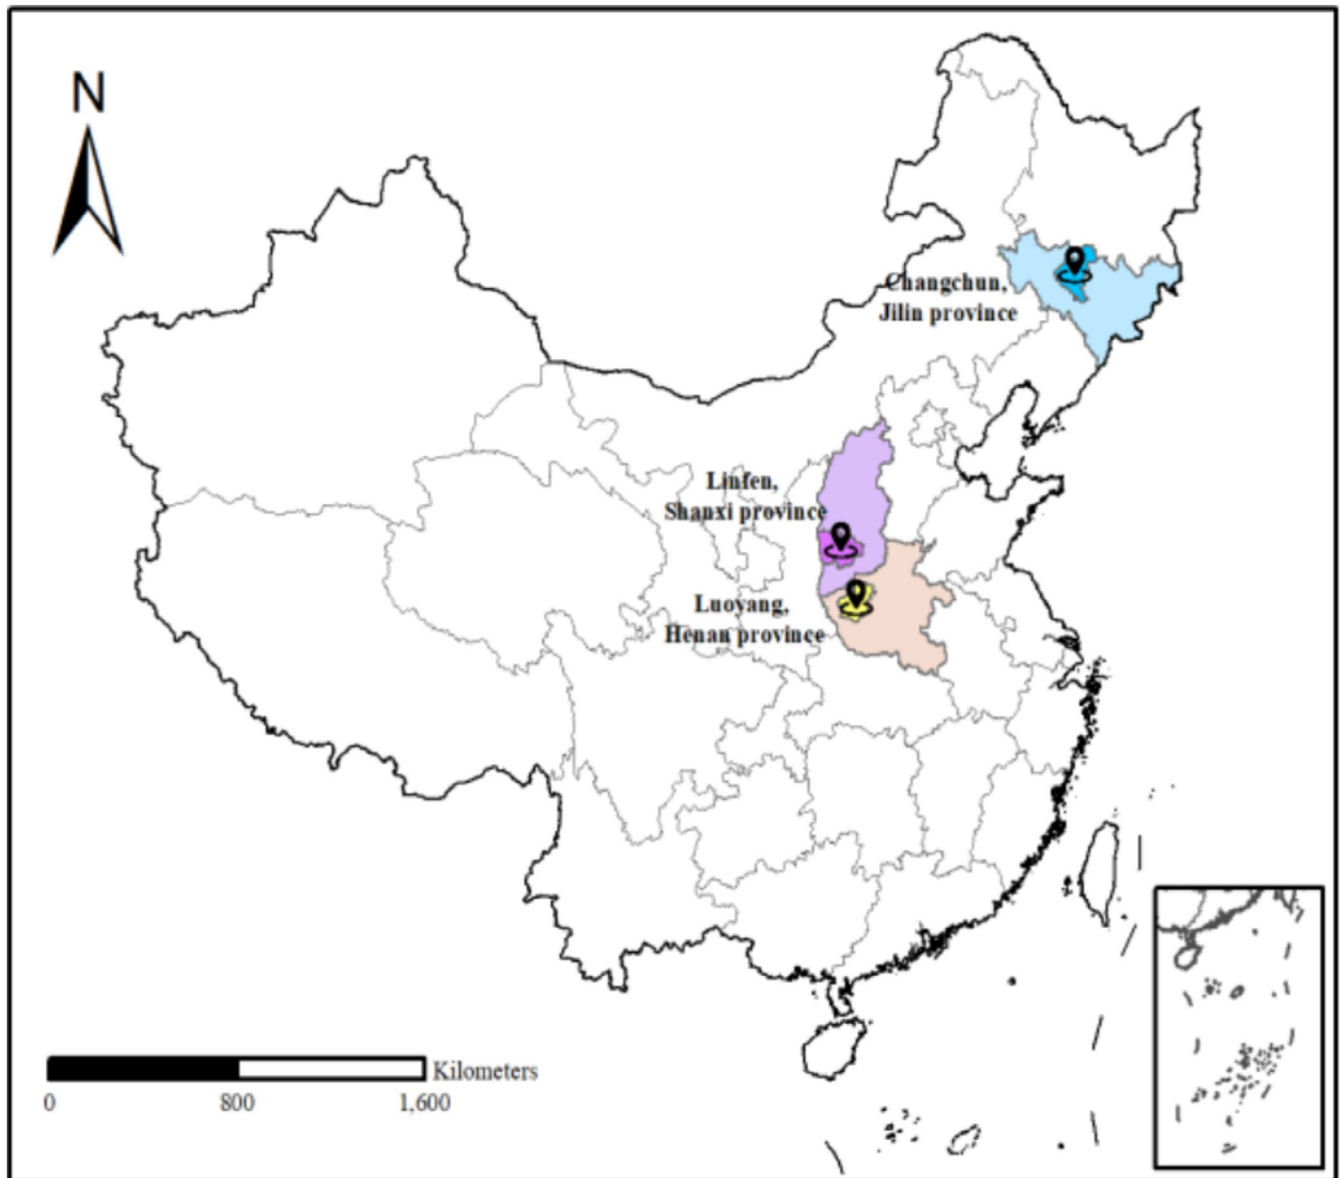 N
Changchun,
Jilin province
Linfen,
Shanxi province
Luoyang,
Henan province
Kilometers
0 800 1,600